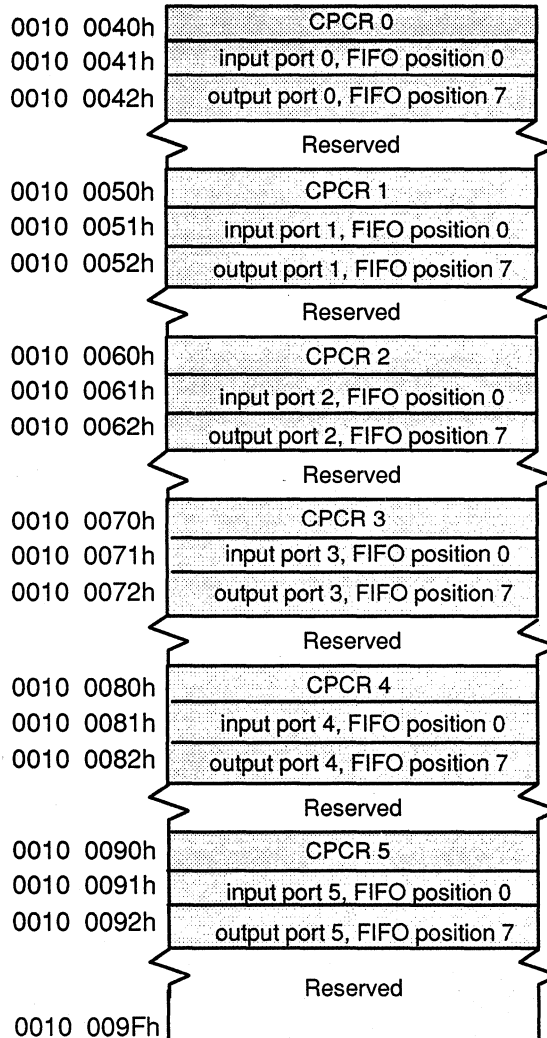 0010 0040h CPCR 0
0010 0041h input port 0, FIFO position 0
0010 0042h output port 0, FIFO position 7
Reserved
0010 0050h CPCR 1
0010 0051h input port 1, FIFO position 0
0010 0052h output port 1, FIFO position 7
Reserved
0010 0060h CPCR 2
0010 0061h input port 2, FIFO position 0
0010 0062h output port 2, FIFO position 7
Reserved
0010 0070h CPCR 3
0010 0071h input port 3, FIFO position 0
0010 0072h output port 3, FIFO position 7
Reserved
0010 0080h CPCR 4
0010 0081h input port 4, FIFO position 0
0010 0082h output port 4, FIFO position 7
Reserved
0010 0090h CPCR 5
0010 0091h input port 5, FIFO position 0
0010 0092h output port 5, FIFO position 7
Reserved
0010 009Fh